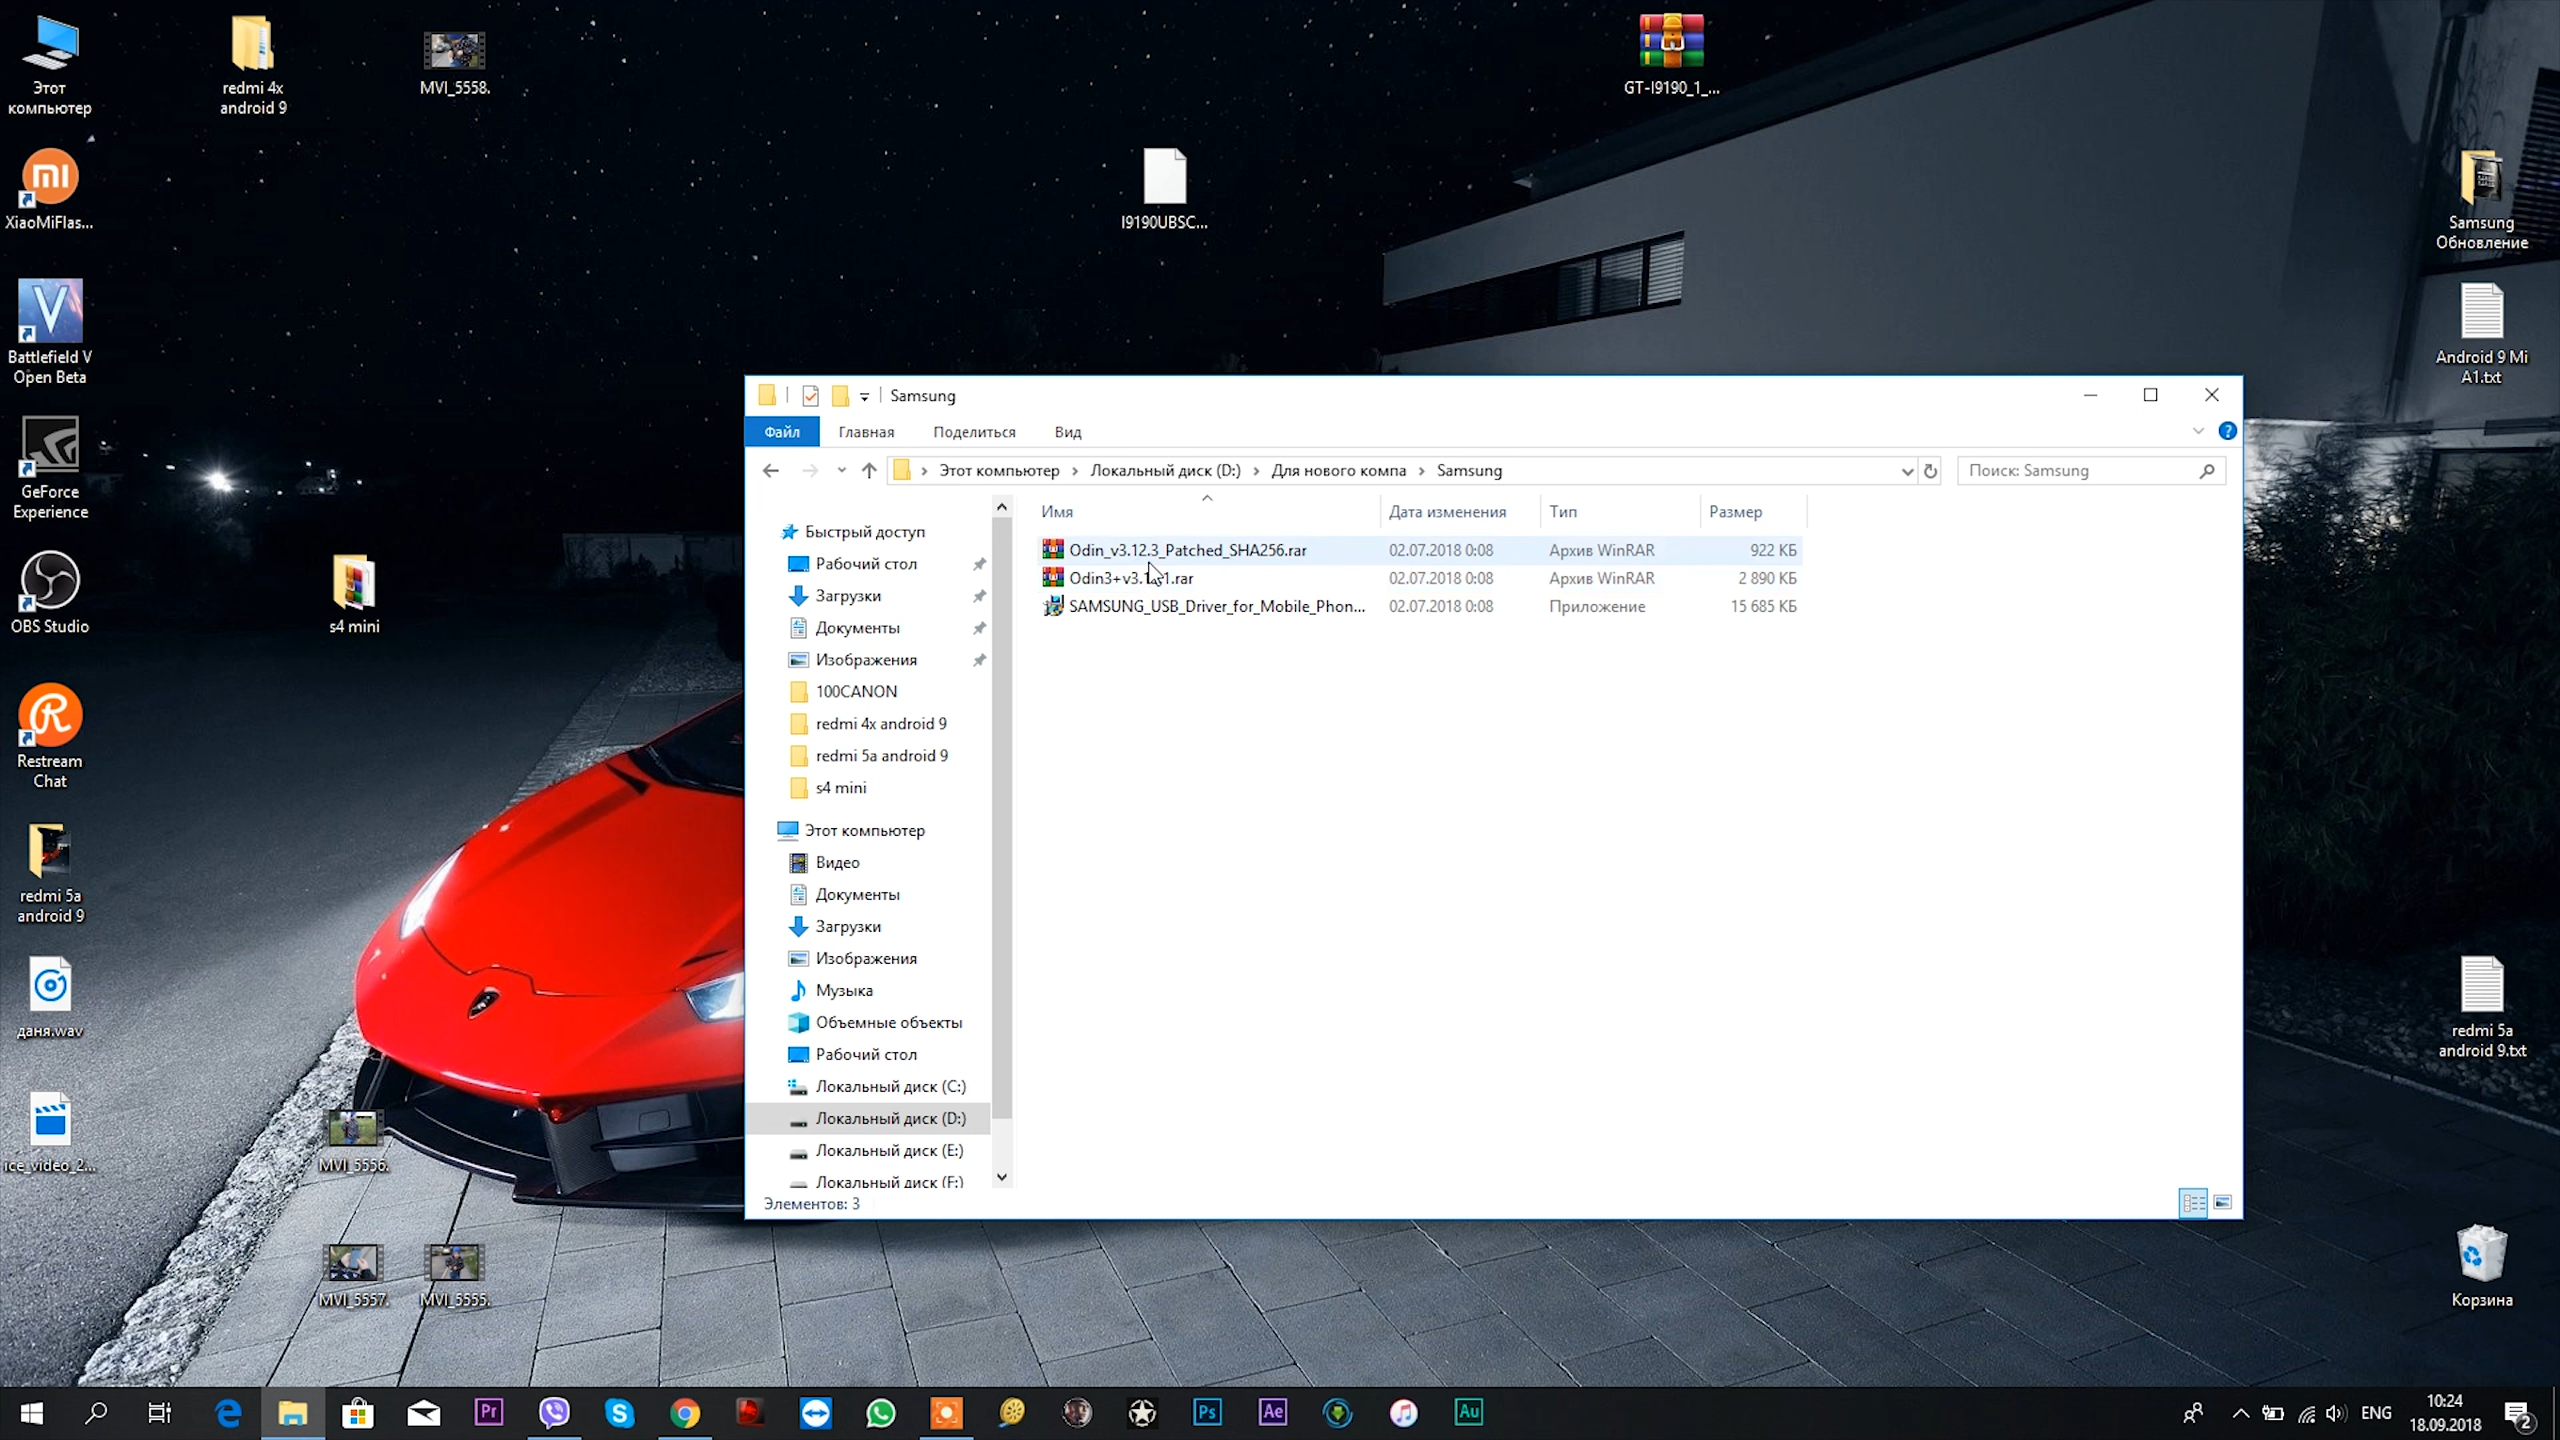 Этот
компьютер
redmi 4x
android 9
MVI_5558.
GT-I9190_1_...
XiaoMiFlas...
I9190UBSC...
Samsung
Обновление
Battlefield V
Open Beta
Android 9 Mi
A1.txt
GeForce
Experience
OBS Studio
s4 mini
Restream
Chat
redmi 5a
android 9
даня.wav
ice_video_2...
MVI_5556.
MVI_5557.
MVI_5555.
redmi 5a
android 9.txt
Корзина
Samsung
Файл Главная Поделиться Вид
Этот компьютер Локальный диск (D:) Для нового компа Samsung
Поиск: Samsung
Имя Дата изменения Тип Размер
Odin_v3.12.3_Patched_SHA256.rar 02.07.2018 0:08 Архив WinRAR 922 КБ
02.07.2018 0:08 Архив WinRAR 2 890 КБ
SAMSUNG_USB_Driver_for_Mobile_Phon... 02.07.2018 0:08 Приложение 15 685 КБ
Быстрый доступ
Рабочий стол
Загрузки
Документы
Изображения
100CANON
redmi 4x android 9
redmi 5a android 9
s4 mini
Этот компьютер
Видео
Документы
Загрузки
Изображения
Музыка
Объемные объекты
Рабочий стол
Локальный диск (C:)
Локальный диск (D:)
Локальный диск (E:)
Локальный диск (F:)
Элементов: 3
Pr
Ps
Ae
Au
ENG
10:24
18.09.2018
2